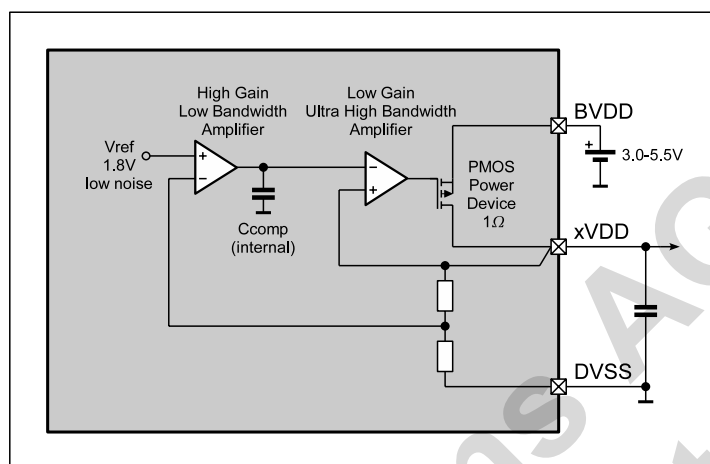 High Gain
Low Bandwidth
Amplifier
Low Gain
Ultra High Bandwidth
Amplifier
BVDD
Vref
1.8V
low noise
+
−
−
+
+
3.0-5.5V
PMOS
Power
Device
1Ω
Ccomp
(internal)
xVDD
DVSS